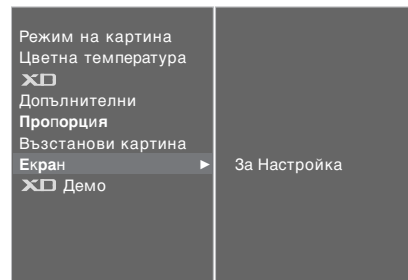 Режим на картина
Цветна температура
XD
Допълнителни
Пропорция
Възстанови картина
Екран ►
За Настройка
XD Демо